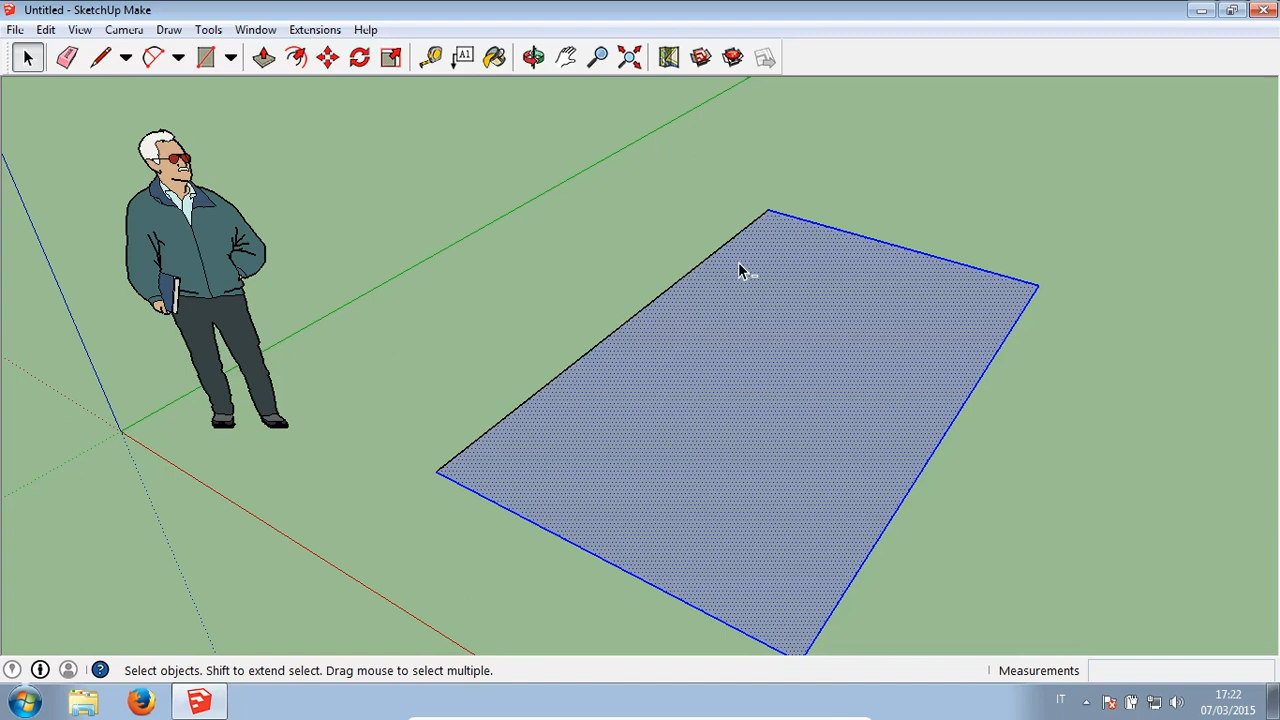 Untitled - SketchUp Make
File Edit View Camera Draw Tools Window Extensions Help
A1
Select objects. Shift to extend select. Drag mouse to select multiple.
Measurements
IT
17:22
07/03/2015